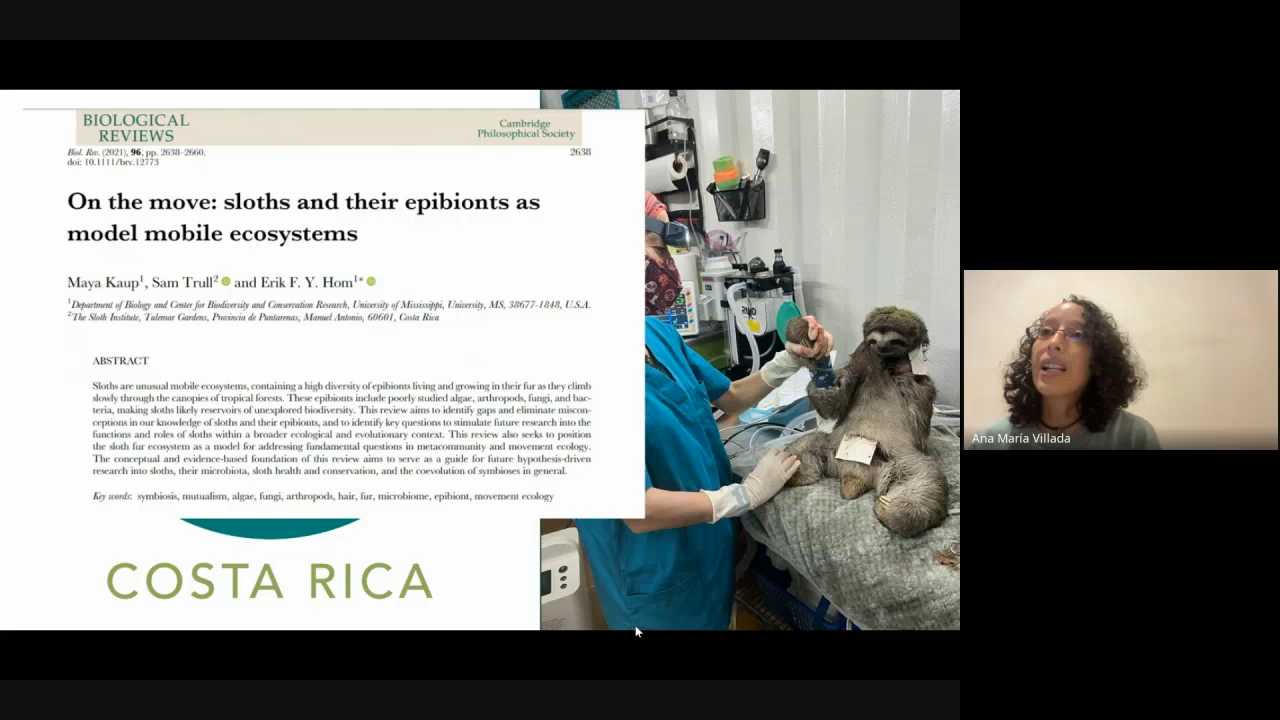 BIOLOGICAL
REVIEWS
Cambridge
Philosophical Society
Biol. Rev. (2021), 96, pp. 2638–2660.
2638
doi: 10.1111/brv.12773
On the move: sloths and their epibionts as
model mobile ecosystems
Maya Kaup1, Sam Trull2 and Erik F. Y. Hom1*
1Department of Biology and Center for Biodiversity and Conservation Research, University of Mississippi, University, MS, 38677-1848, U.S.A.
2The Sloth Institute, Tulemar Gardens, Provincia de Puntarenas, Manuel Antonio, 60601, Costa Rica
ABSTRACT
Sloths are unusual mobile ecosystems, containing a high diversity of epibionts living and growing in their fur as they climb
slowly through the canopies of tropical forests. These epibionts include poorly studied algae, arthropods, fungi, and bac-
teria, making sloths likely reservoirs of unexplored biodiversity. This review aims to identify gaps and eliminate miscon-
ceptions in our knowledge of sloths and their epibionts, and to identify key questions to stimulate future research into the
functions and roles of sloths within a broader ecological and evolutionary context. This review also seeks to position
the sloth fur ecosystem as a model for addressing fundamental questions in metacommunity and movement ecology.
The conceptual and evidence-based foundation of this review aims to serve as a guide for future hypothesis-driven
research into sloths, their microbiota, sloth health and conservation, and the coevolution of symbioses in general.
Key words: symbiosis, mutualism, algae, fungi, arthropods, hair, fur, microbiome, epibiont, movement ecology
COSTA RICA
Ana María Villada